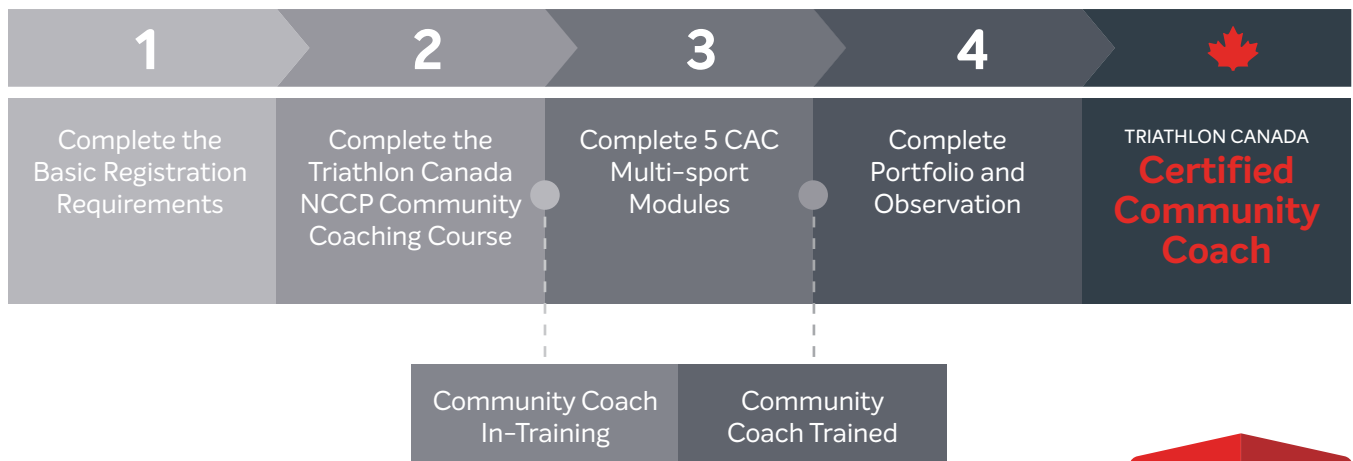 1
2
3
4
Complete the
Basic Registration
Requirements
Complete the
Triathlon Canada
NCCP Community
Coaching Course
Complete 5 CAC
Multi-sport
Modules
Complete
Portfolio and
Observation
TRIATHLON CANADA
Certified
Community
Coach
Community Coach
In-Training
Community
Coach Trained